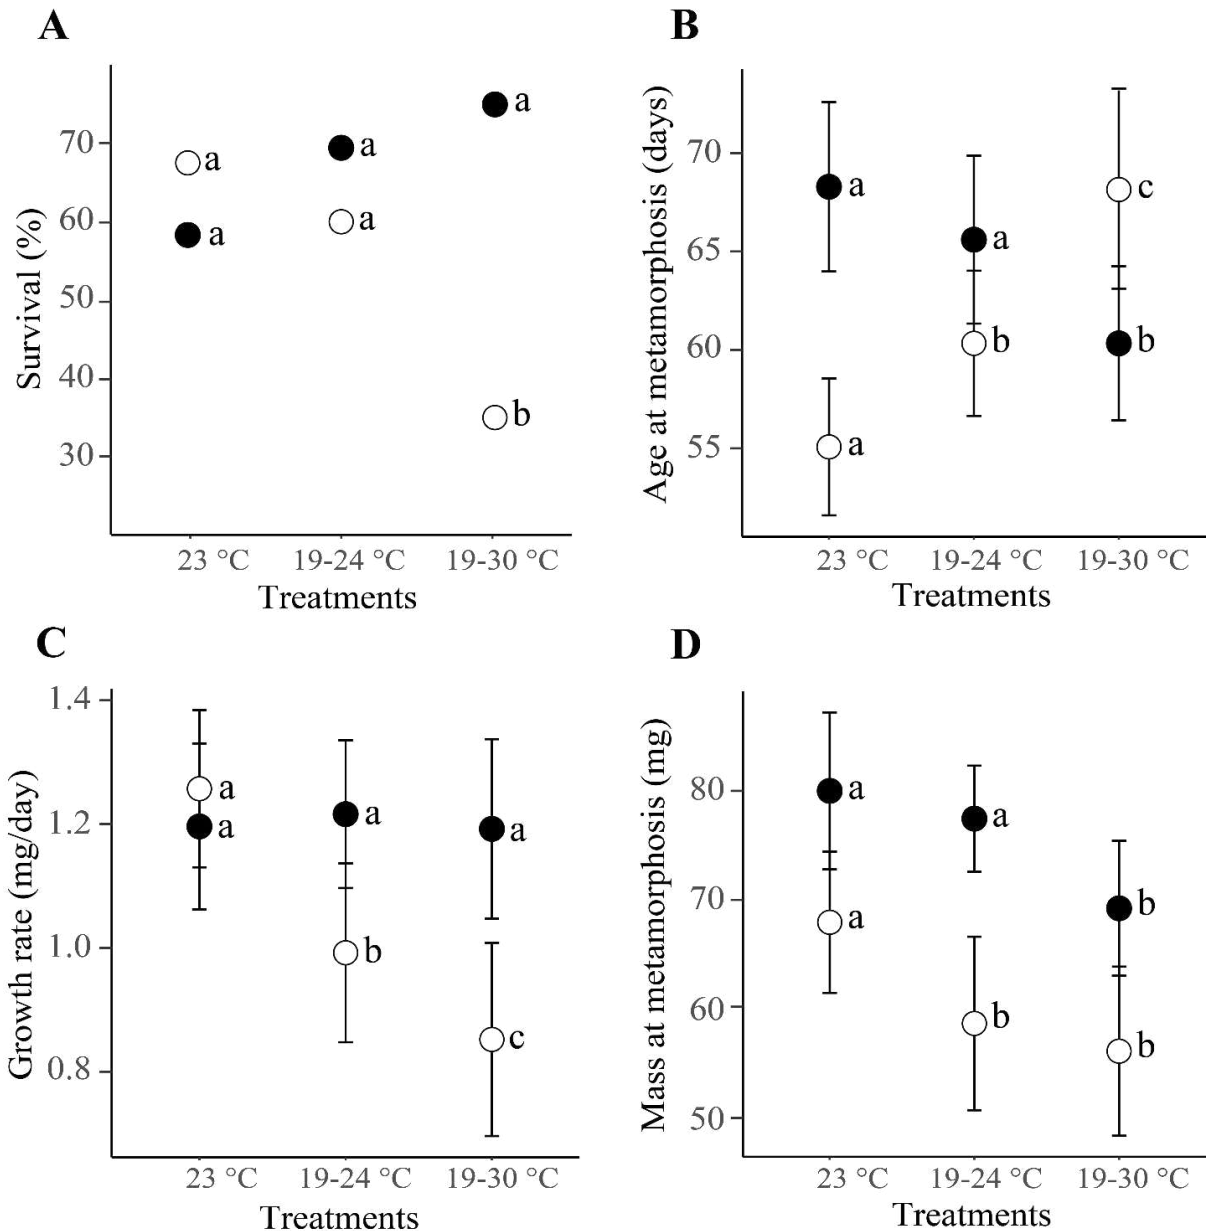 A
Survival (%)
70
60
50
40
30
a
a
a
a
a
b
23 °C
19-24 °C
19-30 °C
Treatments
B
Age at metamorphosis (days)
70
65
60
55
a
a
a
b
c
b
23 °C
19-24 °C
19-30 °C
Treatments
C
Growth rate (mg/day)
1.4
1.2
1.0
0.8
a
a
a
b
a
c
23 °C
19-24 °C
19-30 °C
Treatments
D
Mass at metamorphosis (mg)
80
70
60
50
a
a
a
b
b
b
23 °C
19-24 °C
19-30 °C
Treatments